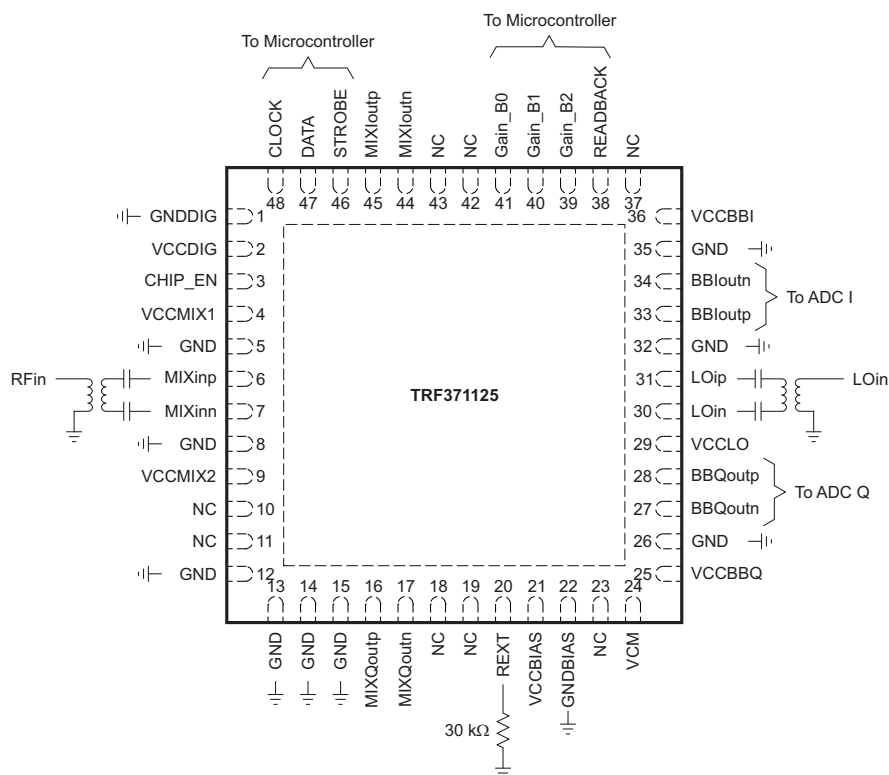 To Microcontroller
To Microcontroller
CLOCK
DATA
STROBE
MIXIoutp
MIXIoutn
NC
NC
Gain_B0
Gain_B1
Gain_B2
READBACK
NC
48 47 46 45 44 43 42 41 40 39 38 37
GNDDIG 1
VCCDIG 2
CHIP_EN 3
VCCMIX1 4
GND 5
RFin
MIXinp 6
MIXinn 7
GND 8
VCCMIX2 9
NC 10
NC 11
GND 12
TRF371125
36 VCCBBI
35 GND
34 BBIoutn
33 BBIoutp
To ADC I
32 GND
31 LOip
30 LOin
LOin
29 VCCLO
28 BBQoutp
27 BBQoutn
To ADC Q
26 GND
25 VCCBBQ
13 14 15 16 17 18 19 20 21 22 23 24
GND
GND
GND
MIXQoutp
MIXQoutn
NC
NC
REXT
VCCBIAS
GNDBIAS
NC
VCM
30 kΩ